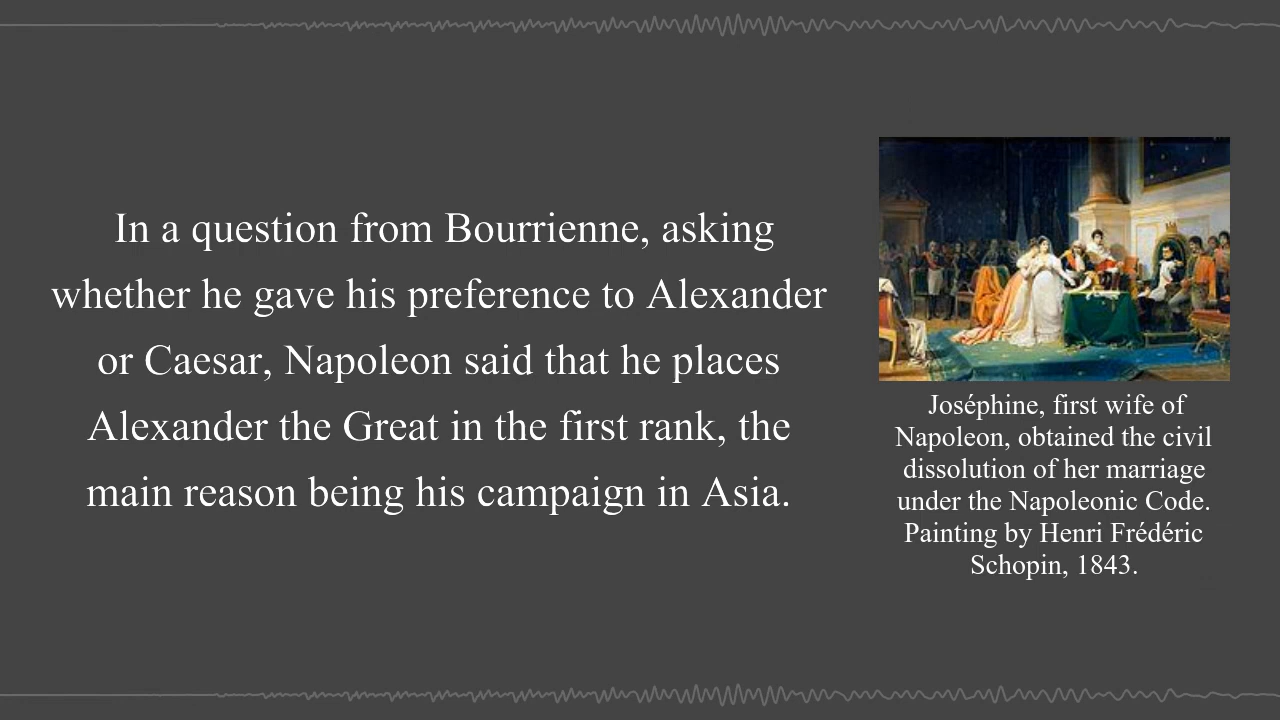 In a question from Bourrienne, asking
whether he gave his preference to Alexander
or Caesar, Napoleon said that he places
Alexander the Great in the first rank, the
main reason being his campaign in Asia.
Joséphine, first wife of
Napoleon, obtained the civil
dissolution of her marriage
under the Napoleonic Code.
Painting by Henri Frédéric
Schopin, 1843.